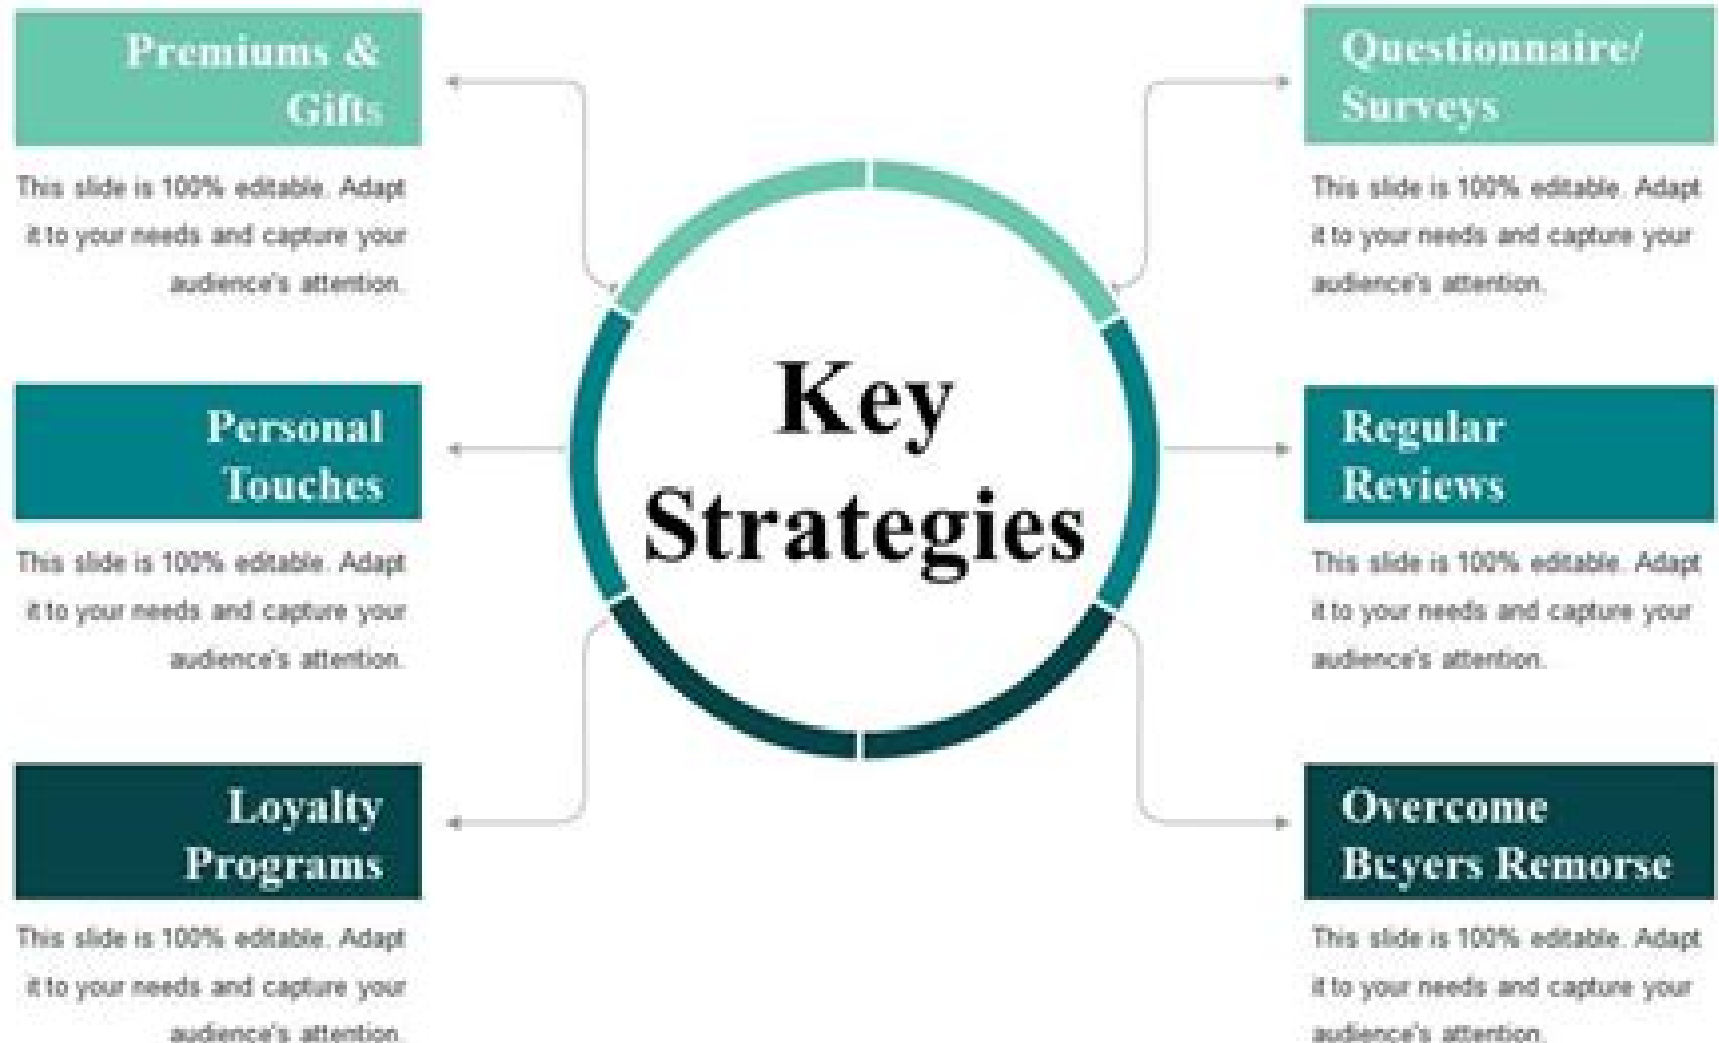 Premiums &
Gifts
This slide is 100% editable. Adapt
it to your needs and capture your
audience's attention.
Personal
Touches
This slide is 100% editable. Adapt
it to your needs and capture your
audience's attention.
Loyalty
Programs
This slide is 100% editable. Adapt
it to your needs and capture your
audience's attention.
Key
Strategies
Questionnaire/
Surveys
This slide is 100% editable. Adapt
it to your needs and capture your
audience's attention.
Regular
Reviews
This slide is 100% editable. Adapt
it to your needs and capture your
audience's attention.
Overcome
Buyers Remorse
This slide is 100% editable. Adapt
it to your needs and capture your
audience's attention.